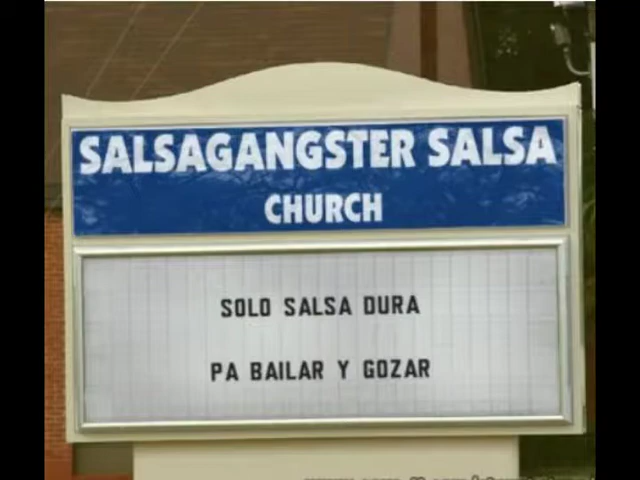 SALSAGANGSTER SALSA
CHURCH
SOLO SALSA DURA
PA BAILAR Y GOZAR